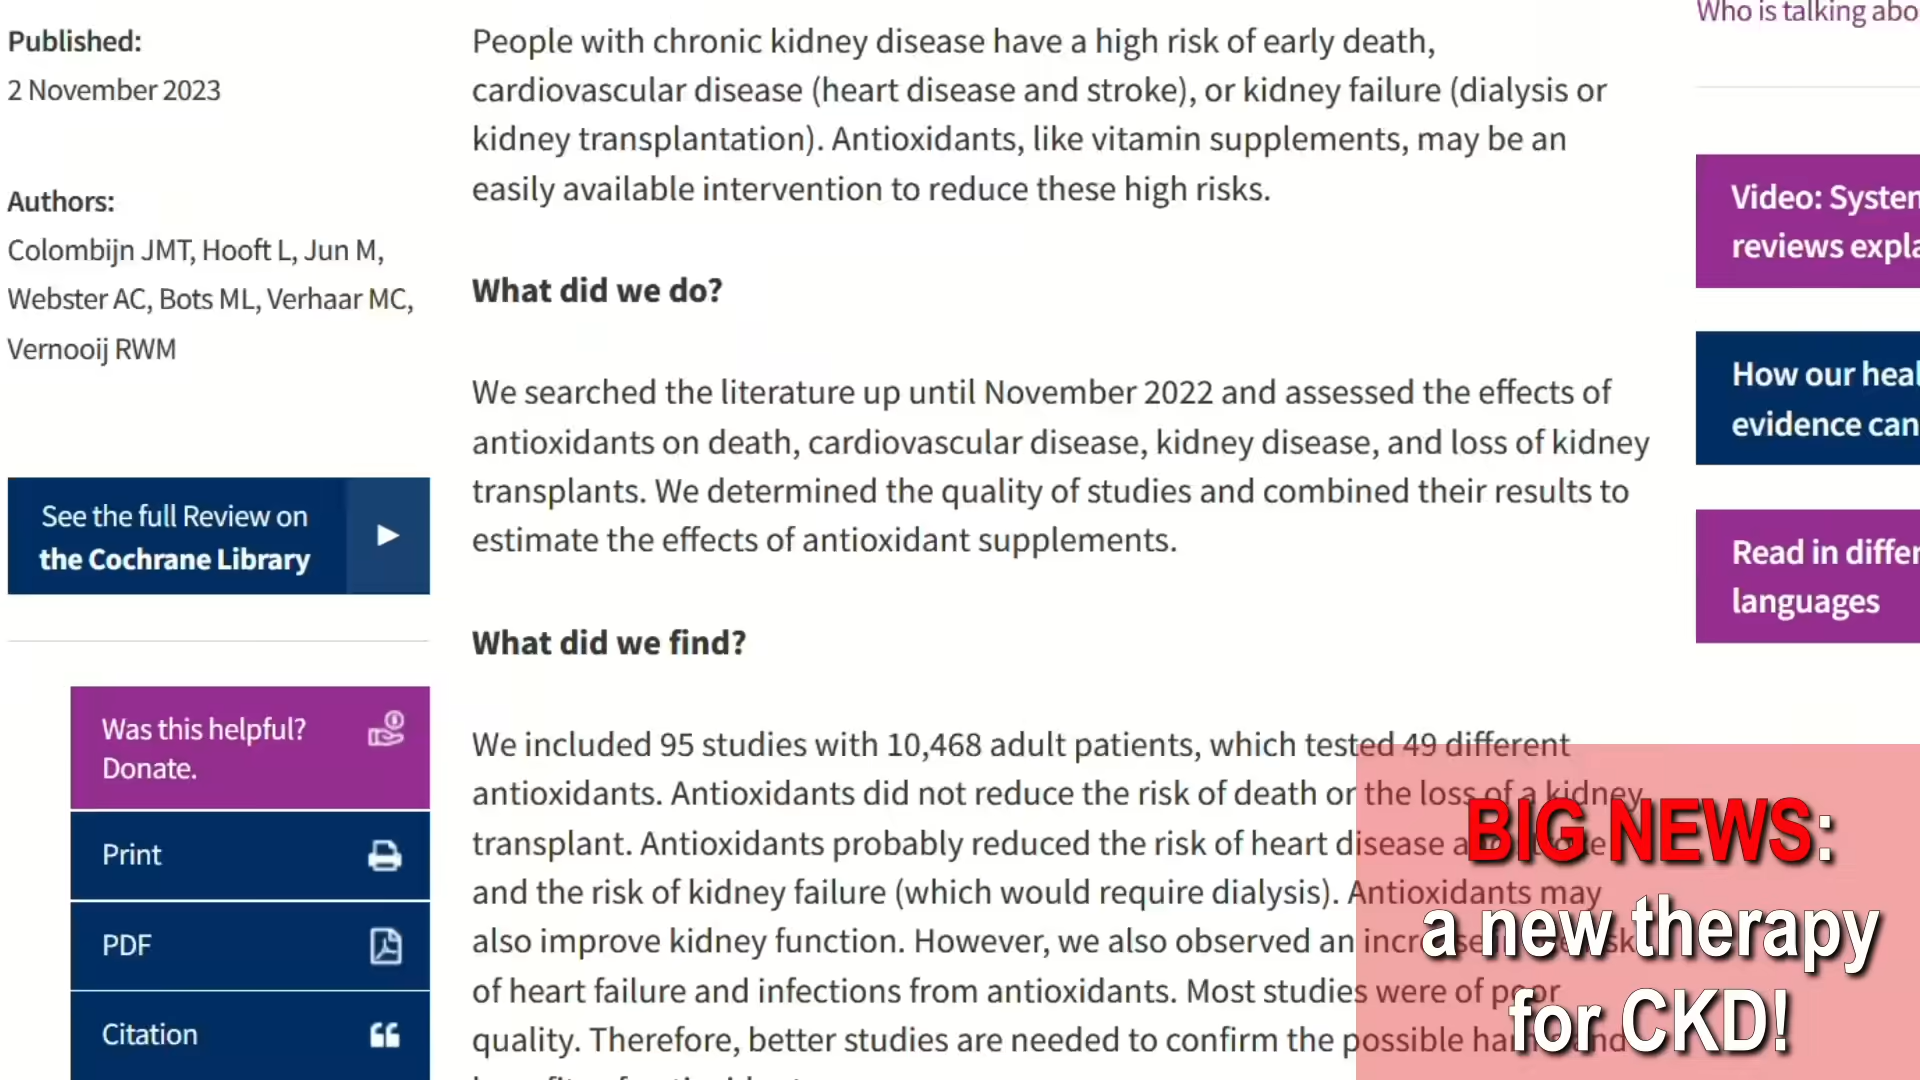 Published:
2 November 2023
Authors:
Colombijn JMT, Hooft L, Jun M,
Webster AC, Bots ML, Verhaar MC,
Vernooij RWM
See the full Review on
the Cochrane Library
Was this helpful?
Donate.
Print
PDF
Citation
People with chronic kidney disease have a high risk of early death,
cardiovascular disease (heart disease and stroke), or kidney failure (dialysis or
kidney transplantation). Antioxidants, like vitamin supplements, may be an
easily available intervention to reduce these high risks.
What did we do?
We searched the literature up until November 2022 and assessed the effects of
antioxidants on death, cardiovascular disease, kidney disease, and loss of kidney
transplants. We determined the quality of studies and combined their results to
estimate the effects of antioxidant supplements.
What did we find?
We included 95 studies with 10,468 adult patients, which tested 49 different
antioxidants. Antioxidants did not reduce the risk of death or the loss of a kidney
transplant. Antioxidants probably reduced the risk of heart disease
and the risk of kidney failure (which would require dialysis). Antioxidants may
also improve kidney function. However, we also observed an
of heart failure and infections from antioxidants. Most studies were of poor
quality. Therefore, better studies are needed to confirm the possible
Who is talking abo
Video: System
reviews expla
How our heal
evidence can
Read in differ
languages
BIG NEWS:
a new therapy
for CKD!